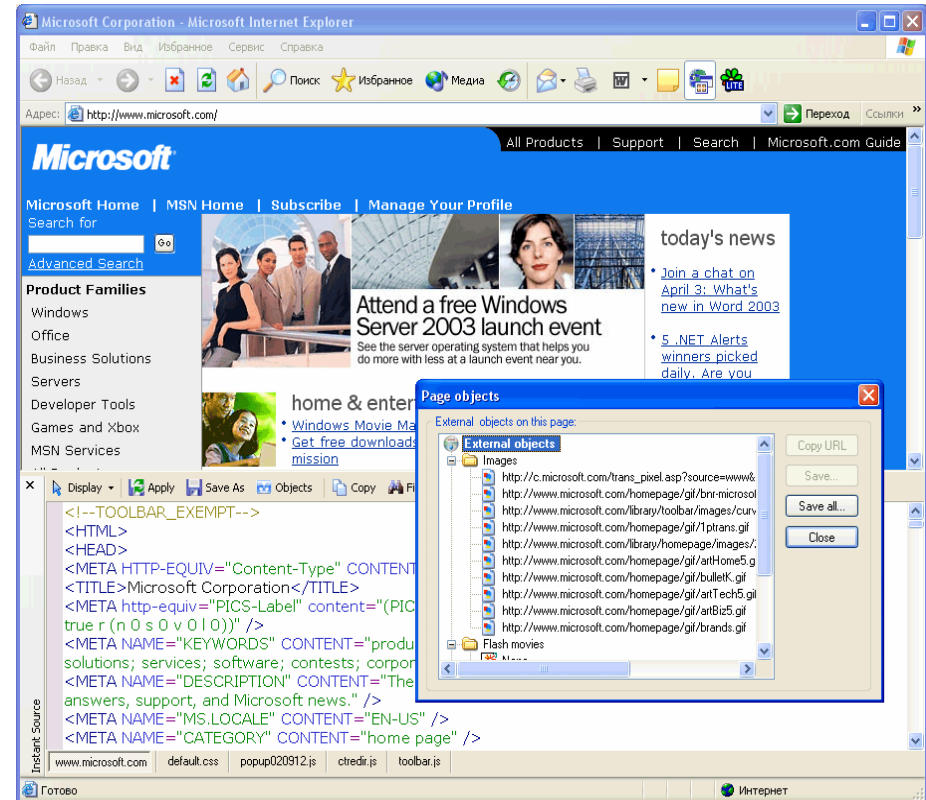 Microsoft Corporation - Microsoft Internet Explorer
Файл Правка Вид Избранное Сервис Справка
Назад Поиск Избранное Медиа LITE
Адрес: http://www.microsoft.com/ Переход Ссылки »
All Products | Support | Search | Microsoft.com Guide
Microsoft
Microsoft Home | MSN Home | Subscribe | Manage Your Profile
Search for
Go
Advanced Search
Product Families
Windows
Office
Business Solutions
Servers
Developer Tools
Games and Xbox
MSN Services
Attend a free Windows
Server 2003 launch event
See the server operating system that helps you
do more with less at a launch event near you.
home & enter
• Windows Movie Ma
• Get free downloads
mission
today's news
• Join a chat on
April 3: What's
new in Word 2003
• 5 .NET Alerts
winners picked
daily. Are you
Page objects
External objects on this page:
External objects
Images
http://c.microsoft.com/trans_pixel.asp?source=www&
http://www.microsoft.com/homepage/gif/bnr-microsof
http://www.microsoft.com/library/toolbar/images/curv
http://www.microsoft.com/homepage/gif/1ptrans.gif
http://www.microsoft.com/library/homepage/images/
http://www.microsoft.com/homepage/gif/artHome5.g
http://www.microsoft.com/homepage/gif/bulletK.gif
http://www.microsoft.com/homepage/gif/artTech5.gi
http://www.microsoft.com/homepage/gif/artBiz5.gif
http://www.microsoft.com/homepage/gif/brands.gif
Flash movies
Copy URL
Save...
Save all...
Close
Display Apply Save As Objects Copy Fi
<!--TOOLBAR_EXEMPT-->
<HTML>
<HEAD>
<META HTTP-EQUIV="Content-Type" CONTENT
<TITLE>Microsoft Corporation</TITLE>
<META http-equiv="PICS-Label" content="(PIC
true r (n 0 s 0 v 0 l 0))" />
<META NAME="KEYWORDS" CONTENT="produ
solutions; services; software; contests; corpor
<META NAME="DESCRIPTION" CONTENT="The
answers, support, and Microsoft news." />
<META NAME="MS.LOCALE" CONTENT="EN-US" />
<META NAME="CATEGORY" CONTENT="home page" />
Instant Source
www.microsoft.com default.css popup020912.js ctredir.js toolbar.js
Готово Интернет